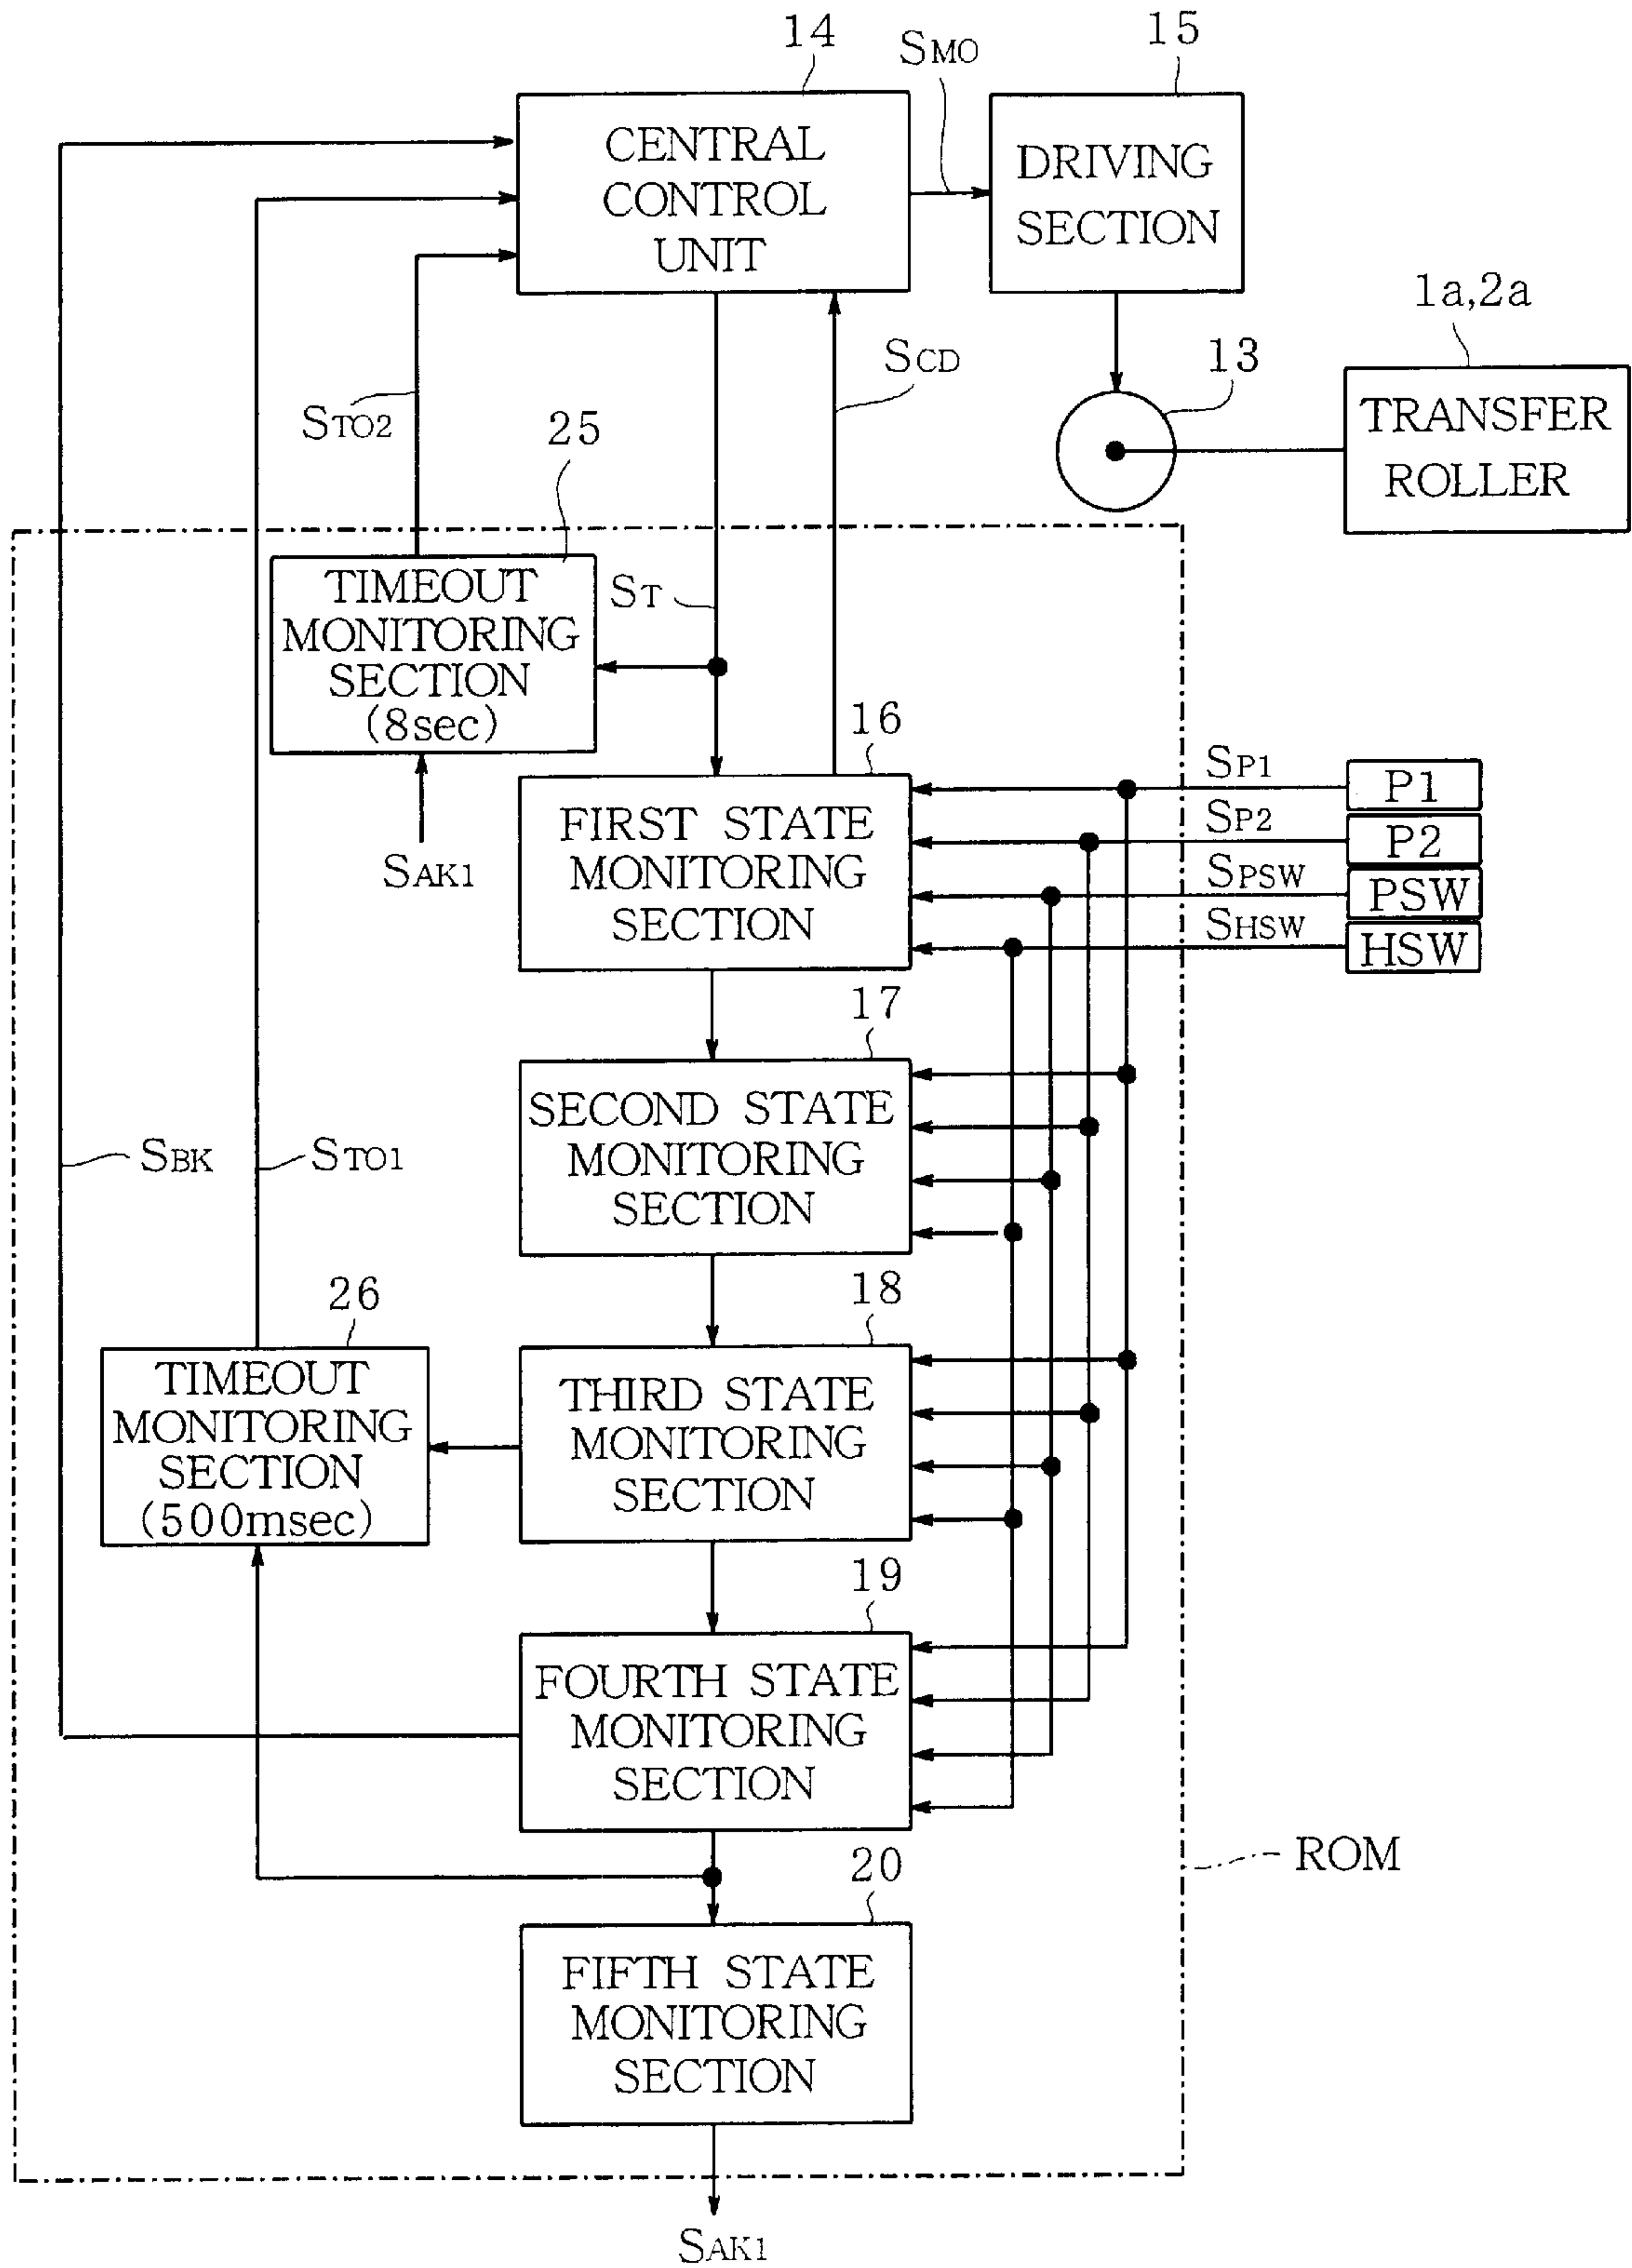 14
SMO
15
CENTRAL
CONTROL
UNIT
DRIVING
SECTION
1a,2a
SCD
13
TRANSFER
ROLLER
STO2
25
TIMEOUT
MONITORING
SECTION
(8sec)
ST
16
SAK1
FIRST STATE
MONITORING
SECTION
SP1
P1
SP2
P2
SPSW
PSW
SHSW
HSW
17
SECOND STATE
MONITORING
SECTION
SBK
STO1
26
18
TIMEOUT
MONITORING
SECTION
(500msec)
THIRD STATE
MONITORING
SECTION
19
FOURTH STATE
MONITORING
SECTION
ROM
20
FIFTH STATE
MONITORING
SECTION
SAK1